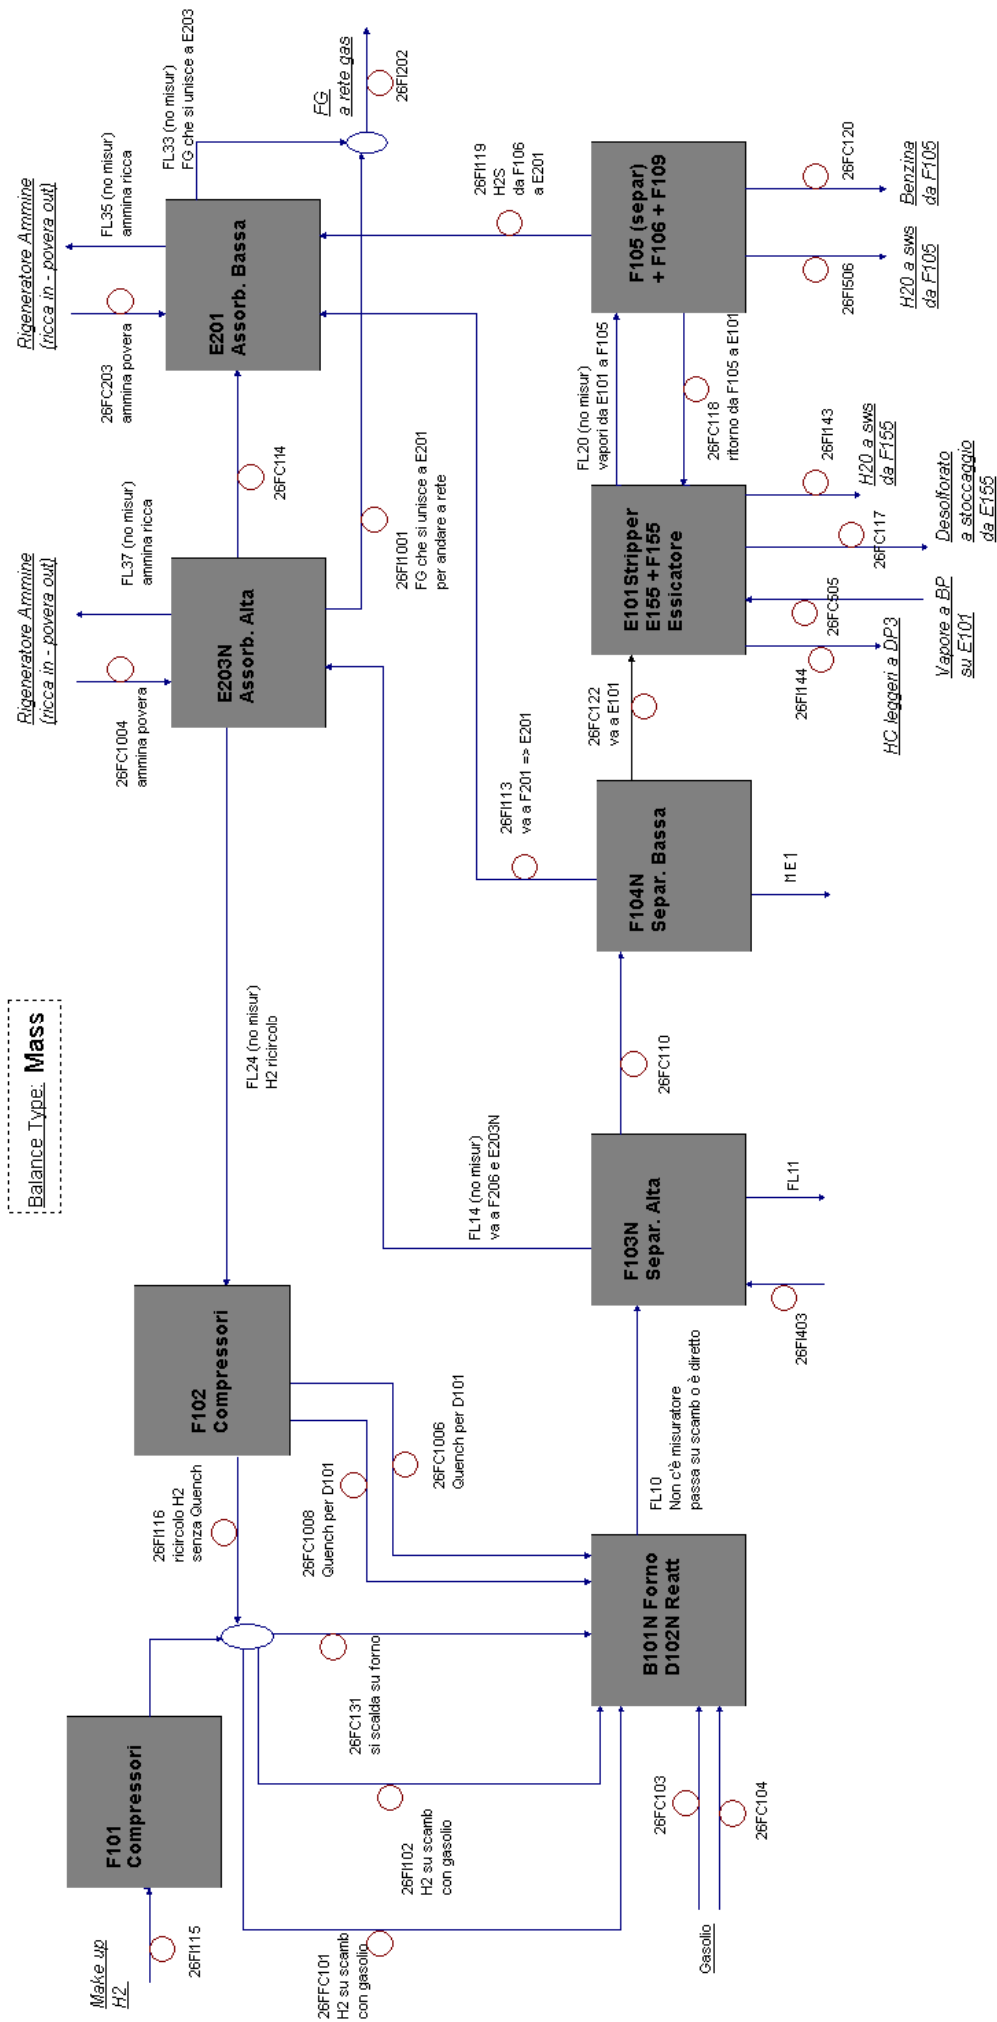 Balance Type: Mass
Make up
H2
26FI115
F101
Compressori
26FI116
ricircolo H2
senza Quench
F102
Compressori
26FC1008
Quench per D101
26FC1006
Quench per D101
26FC131
si scalda su forno
26FI102
H2 su scamb
con gasolio
26FFC101
H2 su scamb
con gasolio
Gasolio
26FC103
26FC104
B101N Forno
D102N Reatt
FL10
Non c'è misuratore
passa su scamb o è diretto
26FI403
F103N
Separ. Alta
FL11
FL14 (no misur)
va a F206 e E203N
FL24 (no misur)
H2 ricircolo
26FC110
F104N
Separ. Bassa
ME1
26FI113
va a F201 => E201
26FC122
va a E101
Rigeneratore Ammine
(ricca in - povera out)
26FC1004
ammina povera
FL37 (no misur)
ammina ricca
E203N
Assorb. Alta
26FC114
26FI1001
FG che si unisce a E201
per andare a rete
Rigeneratore Ammine
(ricca in - povera out)
26FC203
ammina povera
FL35 (no misur)
ammina ricca
E201
Assorb. Bassa
FL33 (no misur)
FG che si unisce a E203
FG
a rete gas
26FI202
26FI119
H2S
da F106
a E201
E101Stripper
E155 +F155
Essicatore
26FI144
HC leggeri a DP3
26FC505
Vapore a BP
su E101
26FC117
Desolforato
a stoccaggio
da E155
26FI143
H20 a sws
da F155
FL20 (no misur)
vapori da E101 a F105
26FC118
ritorno da F105 a E101
F105 (separ)
+ F106 + F109
26FI506
H20 a sws
da F105
26FC120
Benzina
da F105